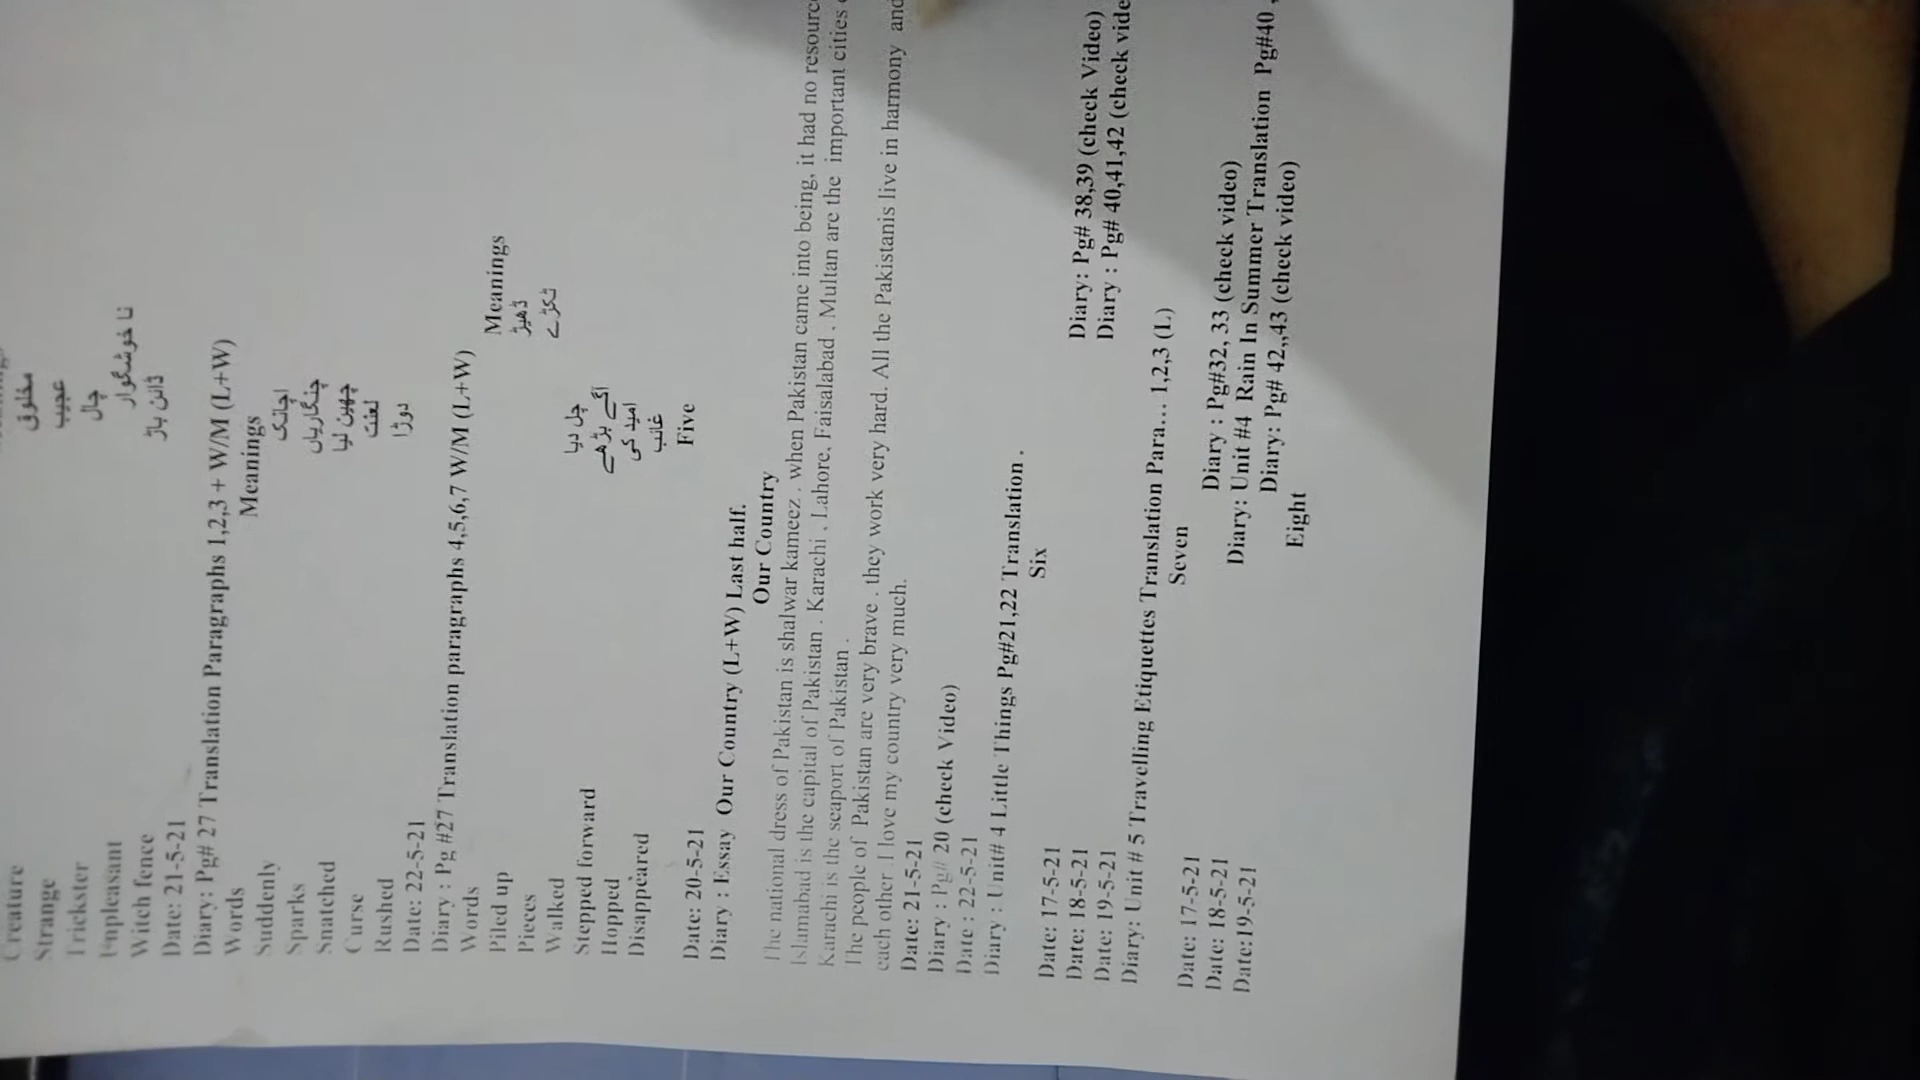 Creature مخلوق
Strange عجیب
Trickster چال
Unpleasant نا خوشگوار
Witch fence ڈائن باڑ
Date: 21-5-21
Diary: Pg# 27 Translation Paragraphs 1,2,3 + W/M (L+W)
Words Meanings
Suddenly اچانک
Sparks چنگاریاں
Snatched چھین لیا
Curse لعنت
Rushed دوڑا
Date: 22-5-21
Diary : Pg #27 Translation paragraphs 4,5,6,7 W/M (L+W)
Words Meanings
Piled up ڈھیڑ
Pieces ٹکڑے
Walked چل دیا
Stepped forward آگے بڑھے
Hopped امید کی
Disappeared غائب
Five
Date: 20-5-21
Diary : Essay Our Country (L+W) Last half.
Our Country
The national dress of Pakistan is shalwar kameez . when Pakistan came into being, it had no
Islamabad is the capital of Pakistan . Karachi , Lahore, Faisalabad . Multan are the important cities
Karachi is the seaport of Pakistan .
The people of Pakistan are very brave . they work very hard. All the Pakistanis live in harmony and
each other .I love my country very much.
Date: 21-5-21
Diary : Pg# 20 (check Video)
Date : 22-5-21
Diary : Unit# 4 Little Things Pg#21,22 Translation .
Six
Date: 17-5-21 Diary: Pg# 38,39 (check Video)
Date: 18-5-21 Diary : Pg# 40,41,42 (check
Date: 19-5-21
Diary: Unit # 5 Travelling Etiquettes Translation Para… 1,2,3 (L)
Seven
Date: 17-5-21 Diary : Pg#32, 33 (check video)
Date: 18-5-21 Diary: Unit #4 Rain In Summer Translation Pg#40 ,
Date:19-5-21 Diary: Pg# 42,,43 (check video)
Eight